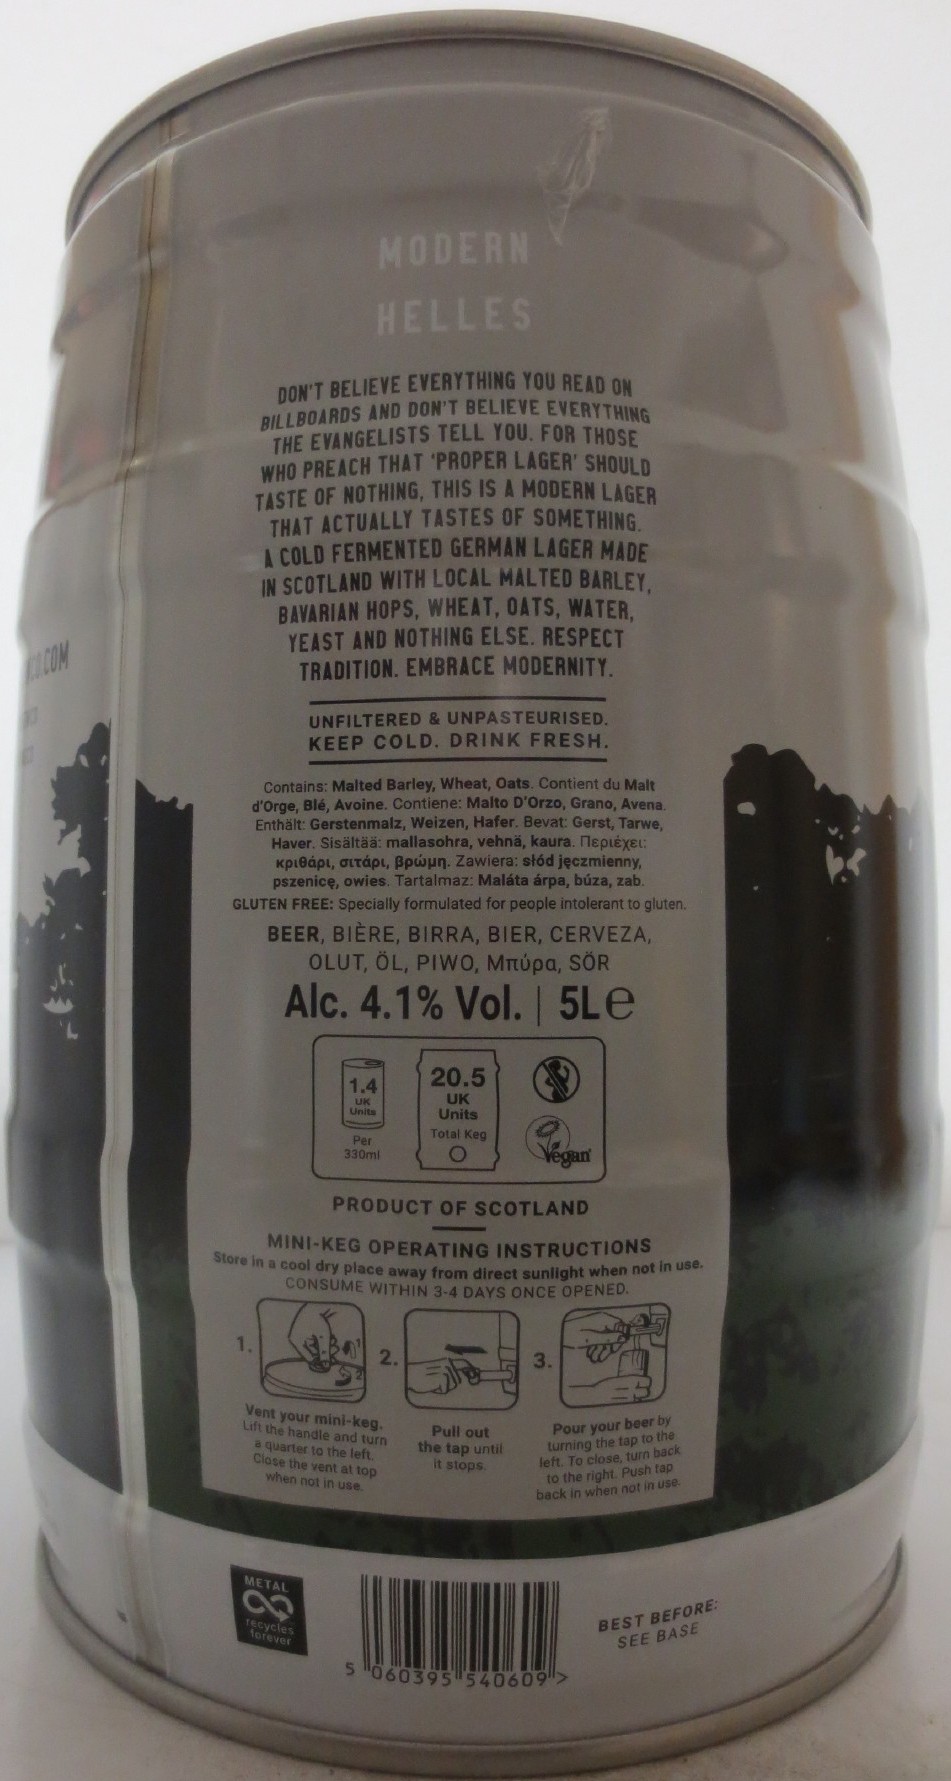 MODERN
HELLES
DON'T BELIEVE EVERYTHING YOU READ ON
BILLBOARDS AND DON'T BELIEVE EVERYTHING
THE EVANGELISTS TELL YOU. FOR THOSE
WHO PREACH THAT 'PROPER LAGER' SHOULD
TASTE OF NOTHING, THIS IS A MODERN LAGER
THAT ACTUALLY TASTES OF SOMETHING.
A COLD FERMENTED GERMAN LAGER MADE
IN SCOTLAND WITH LOCAL MALTED BARLEY,
BAVARIAN HOPS, WHEAT, OATS, WATER,
YEAST AND NOTHING ELSE. RESPECT
TRADITION. EMBRACE MODERNITY.
.COM
UNFILTERED & UNPASTEURISED.
KEEP COLD. DRINK FRESH.
Contains: Malted Barley, Wheat, Oats. Contient du Malt
d'Orge, Blé, Avoine. Contiene: Malto D'Orzo, Grano, Avena.
Enthält: Gerstenmalz, Weizen, Hafer. Bevat: Gerst, Tarwe,
Haver. Sisältää: mallasohra, vehnä, kaura. Περιέχει:
κριθάρι, σιτάρι, βρώμη. Zawiera: słód jęczmienny,
pszenicę, owies. Tartalmaz: Maláta árpa, búza, zab.
GLUTEN FREE: Specially formulated for people intolerant to gluten.
BEER, BIÈRE, BIRRA, BIER, CERVEZA,
OLUT, ÖL, PIWO, Μπύρα, SÖR
Alc. 4.1% Vol. | 5L e
1.4
UK
Units
Per
330ml
20.5
UK
Units
Total Keg
Vegan
PRODUCT OF SCOTLAND
MINI-KEG OPERATING INSTRUCTIONS
Store in a cool dry place away from direct sunlight when not in use.
CONSUME WITHIN 3-4 DAYS ONCE OPENED.
1.
1
2
Vent your mini-keg.
Lift the handle and turn
a quarter to the left.
Close the vent at top
when not in use.
2.
Pull out
the tap until
it stops.
3.
Pour your beer by
turning the tap to the
left. To close, turn back
to the right. Push tap
back in when not in use.
METAL
recycles
forever
5 060395 540609 >
BEST BEFORE:
SEE BASE